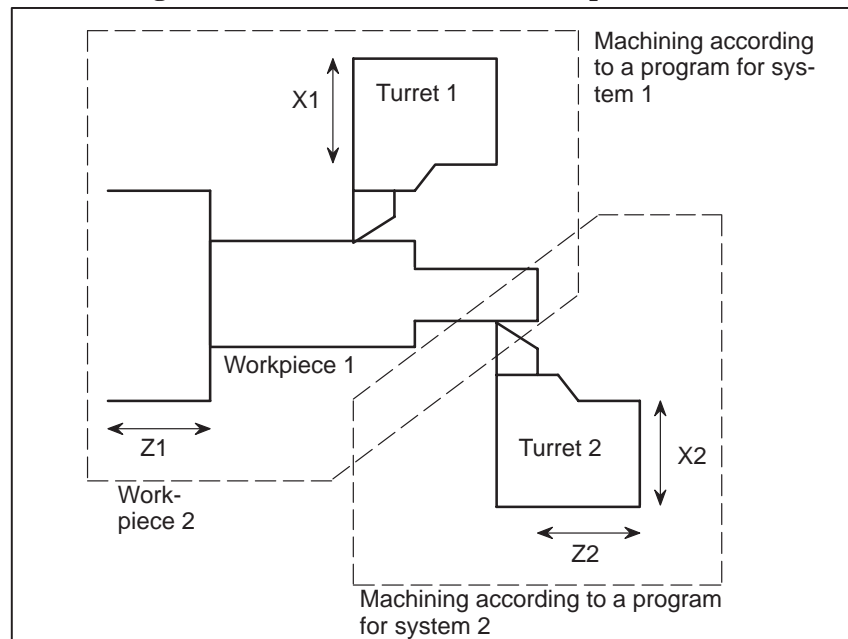 Machining according
to a program for sys-
tem 1
X1
Turret 1
Workpiece 1
Z1
Turret 2
X2
Work-
piece 2
Z2
Machining according to a program
for system 2